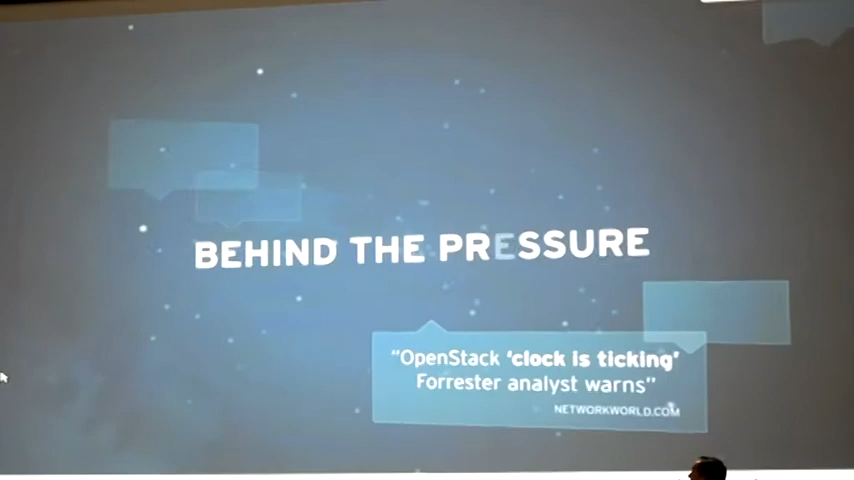 BEHIND THE PRESSURE
"OpenStack 'clock is ticking'
Forrester analyst warns"
NETWORKWORLD.COM